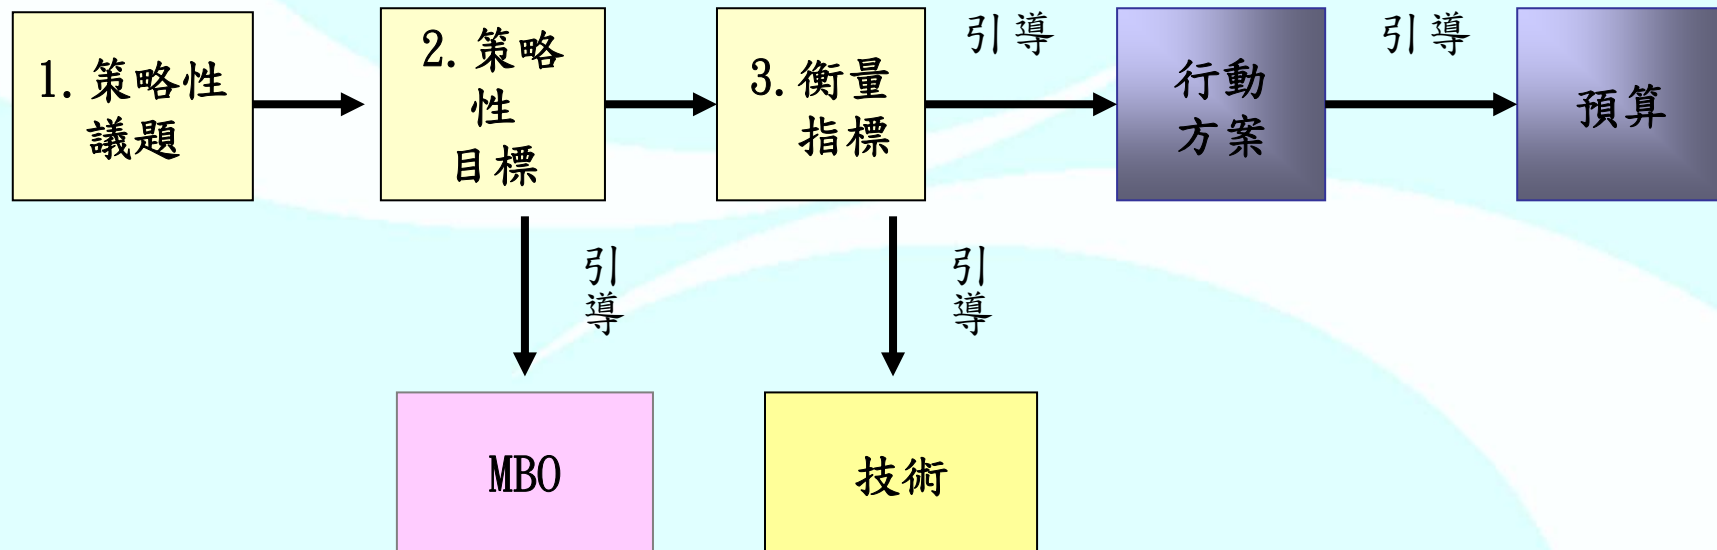 1.策略性
議題
2.策略
性
目標
3.衡量
指標
引導
行動
方案
引導
預算
引
導
引
導
MBO
技術